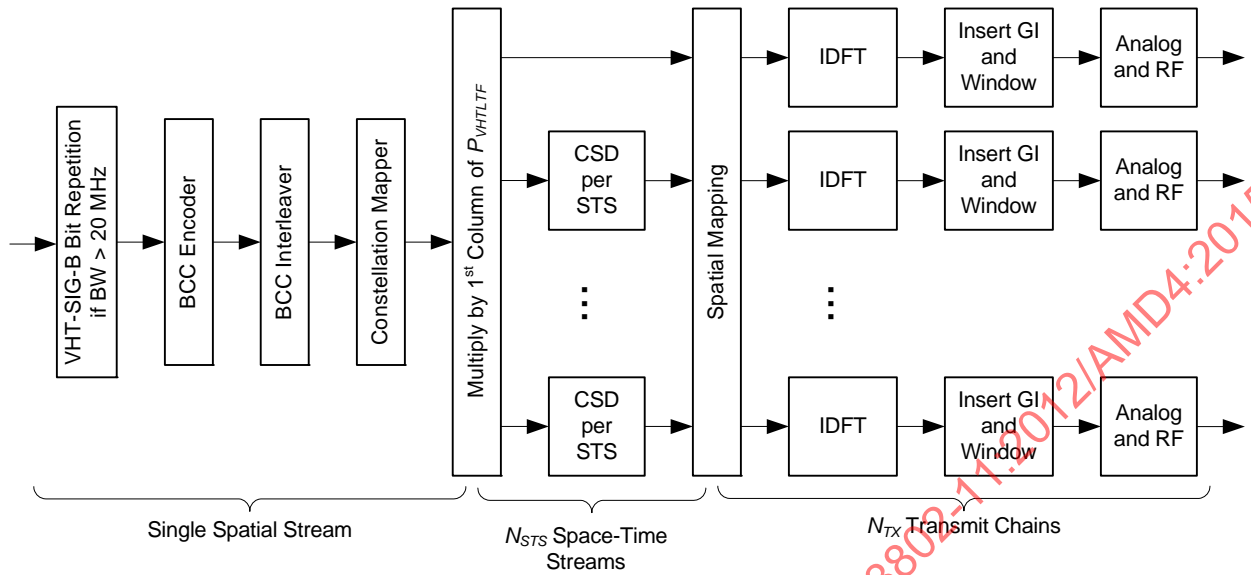 VHT-SIG-B Bit Repetition
if BW > 20 MHz
BCC Encoder
BCC Interleaver
Constellation Mapper
Multiply by 1st Column of PVHTLTF
CSD
per
STS
CSD
per
STS
Spatial Mapping
IDFT
Insert GI
and
Window
Analog
and RF
IDFT
Insert GI
and
Window
Analog
and RF
IDFT
Insert GI
and
Window
Analog
and RF
Single Spatial Stream
NSTS Space-Time
Streams
NTX Transmit Chains
8802-11:2012/AMD4:2015